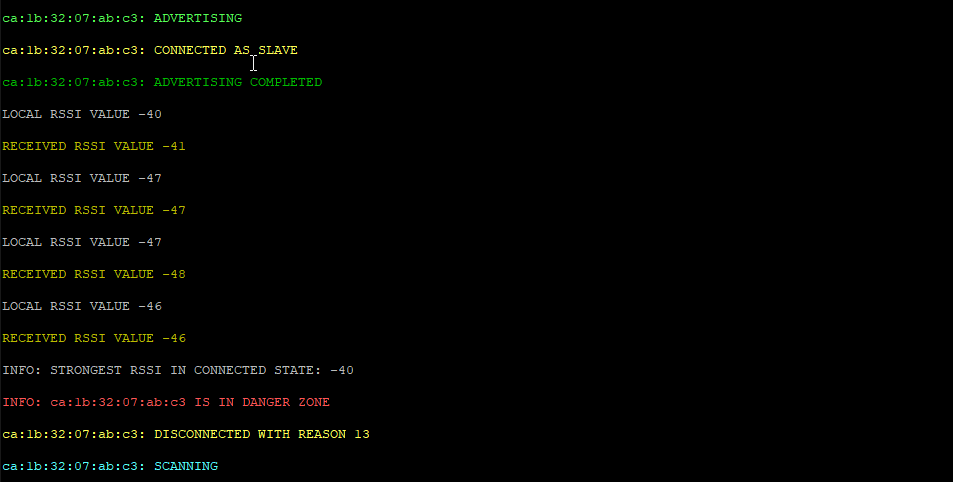 ca:1b:32:07:ab:c3: ADVERTISING
ca:1b:32:07:ab:c3: CONNECTED AS SLAVE
ca:1b:32:07:ab:c3: ADVERTISING COMPLETED
LOCAL RSSI VALUE -40
RECEIVED RSSI VALUE -41
LOCAL RSSI VALUE -47
RECEIVED RSSI VALUE -47
LOCAL RSSI VALUE -47
RECEIVED RSSI VALUE -48
LOCAL RSSI VALUE -46
RECEIVED RSSI VALUE -46
INFO: STRONGEST RSSI IN CONNECTED STATE: -40
INFO: ca:1b:32:07:ab:c3 IS IN DANGER ZONE
ca:1b:32:07:ab:c3: DISCONNECTED WITH REASON 13
ca:1b:32:07:ab:c3: SCANNING